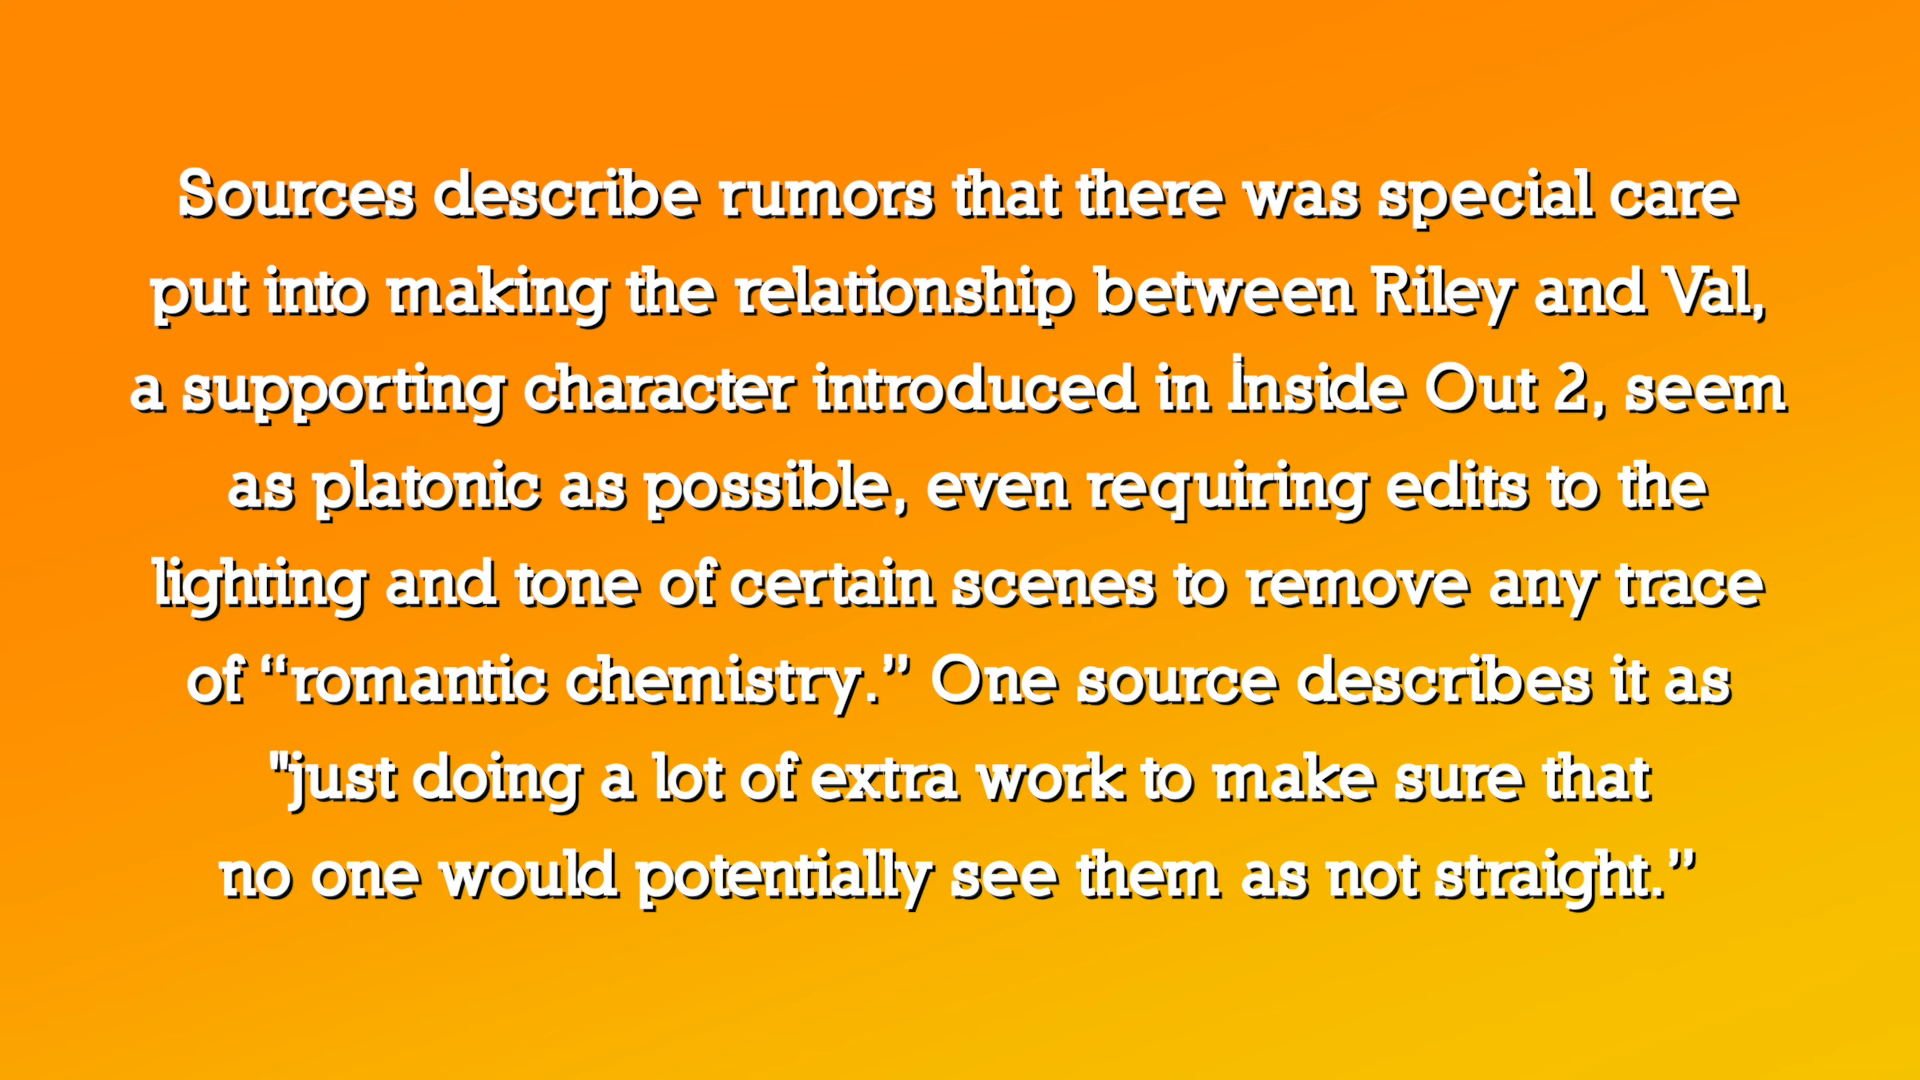 Sources describe rumors that there was special care
put into making the relationship between Riley and Val,
a supporting character introduced in İnside Out 2, seem
as platonic as possible, even requiring edits to the
lighting and tone of certain scenes to remove any trace
of “romantic chemistry.” One source describes it as
"just doing a lot of extra work to make sure that
no one would potentially see them as not straight.”